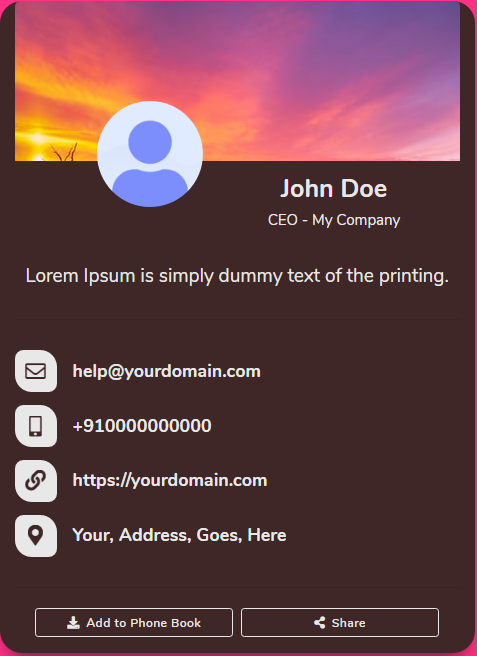 John Doe
CEO - My Company
Lorem Ipsum is simply dummy text of the printing.
help@yourdomain.com
+910000000000
https://yourdomain.com
Your, Address, Goes, Here
Add to Phone Book
Share